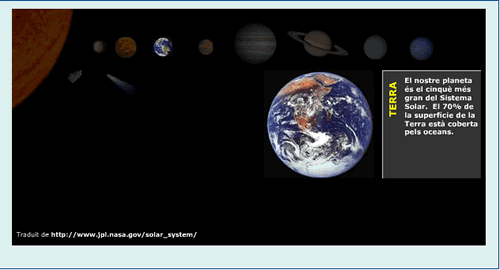 TERRA
El nostre planeta
és el cinquè més
gran del Sistema
Solar. El 70% de
la superfície de la
Terra està coberta
pels oceans.
Traduït de http://www.jpl.nasa.gov/solar_system/